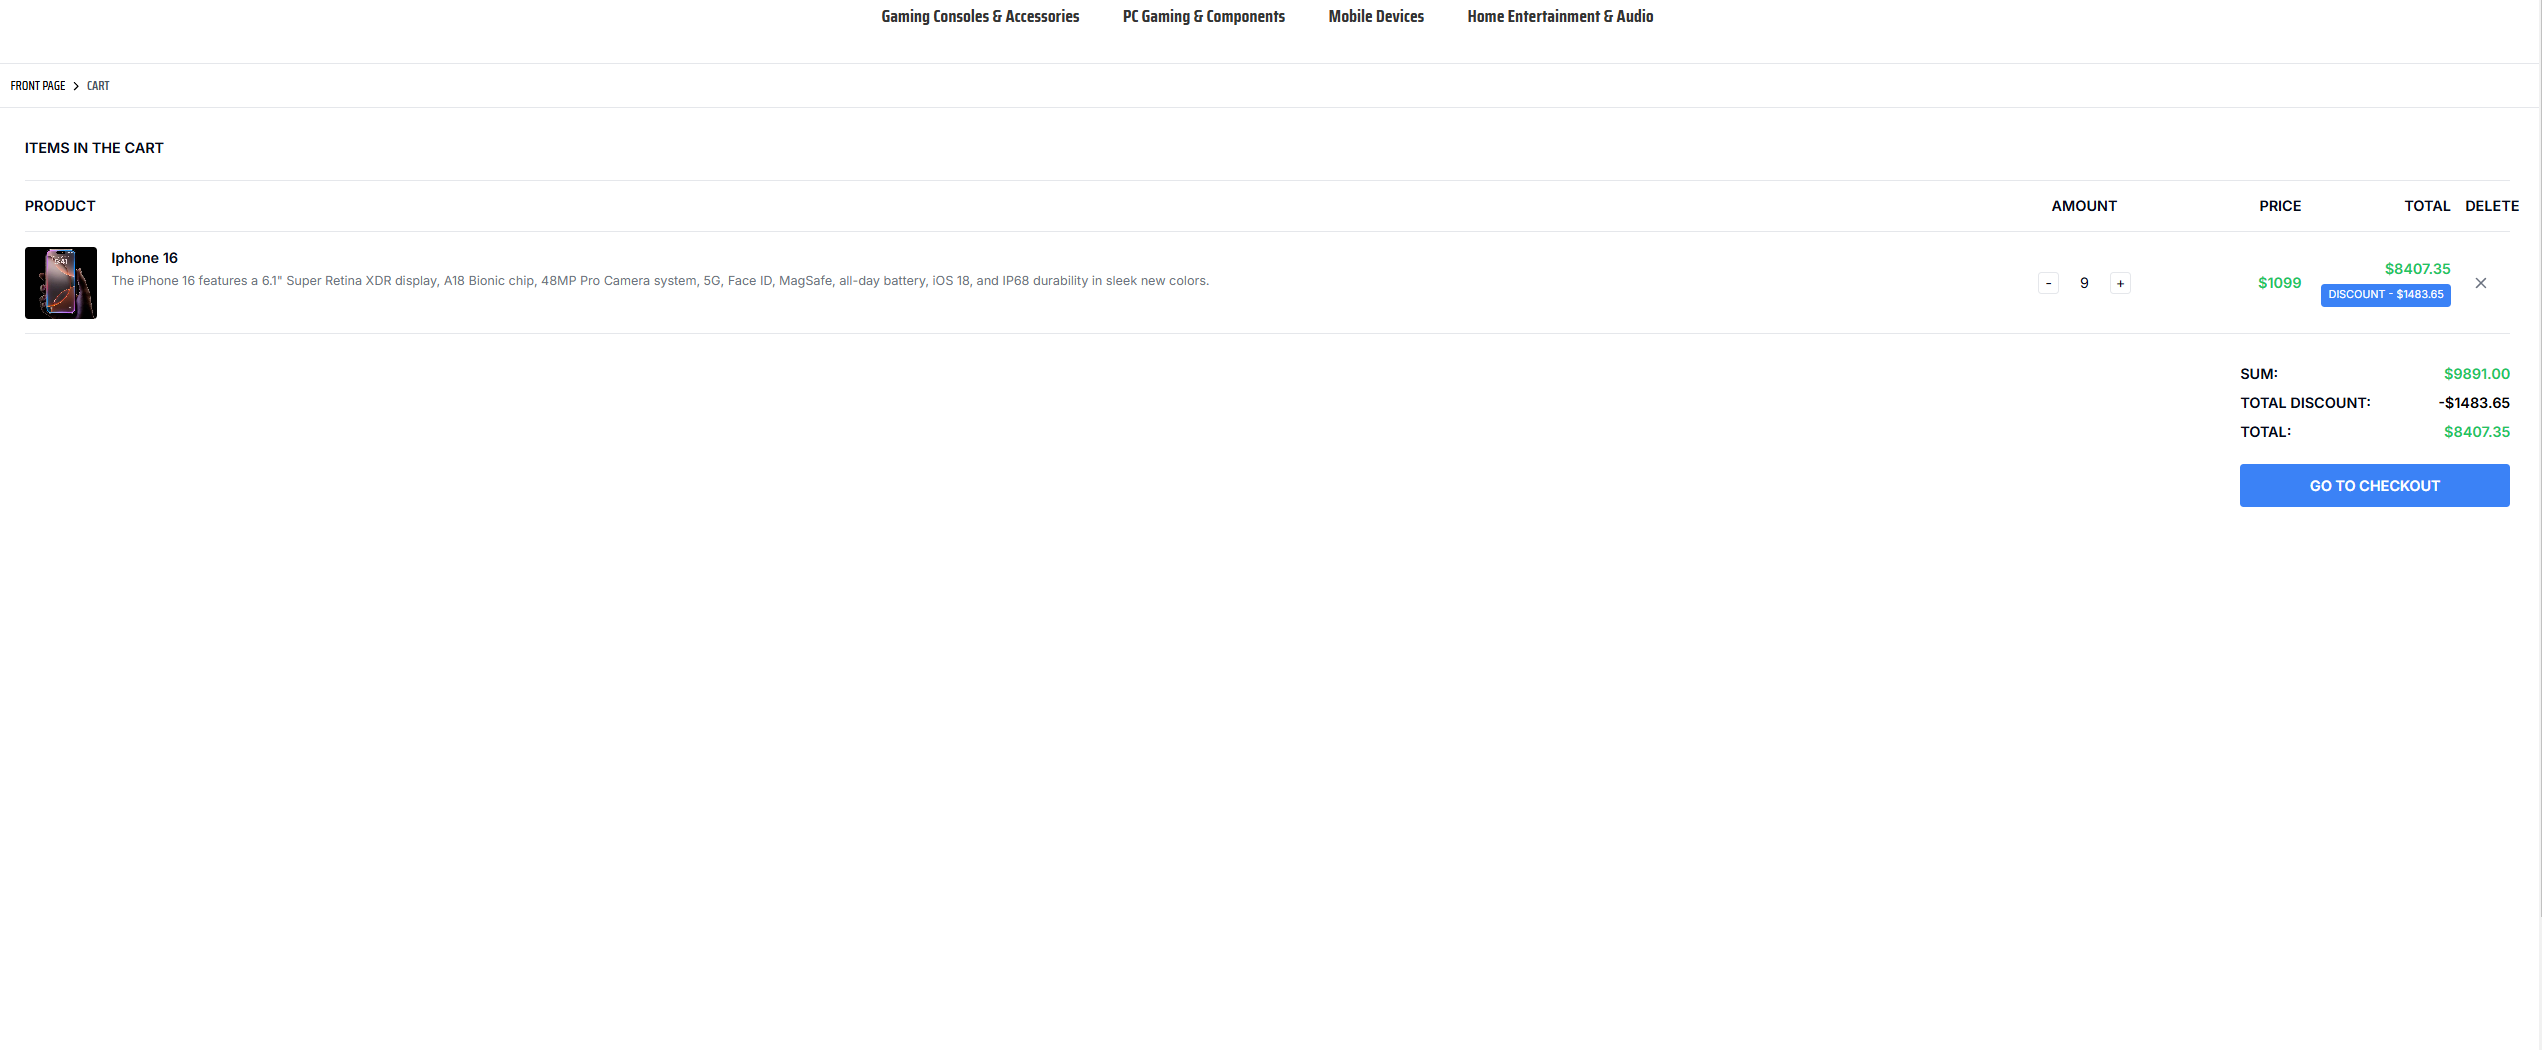 Gaming Consoles & Accessories PC Gaming & Components Mobile Devices Home Entertainment & Audio
FRONT PAGE > CART
ITEMS IN THE CART
PRODUCT AMOUNT PRICE TOTAL DELETE
Iphone 16
The iPhone 16 features a 6.1" Super Retina XDR display, A18 Bionic chip, 48MP Pro Camera system, 5G, Face ID, MagSafe, all-day battery, iOS 18, and IP68 durability in sleek new colors.
- 9 + $1099 $8407.35
DISCOUNT - $1483.65
SUM: $9891.00
TOTAL DISCOUNT: -$1483.65
TOTAL: $8407.35
GO TO CHECKOUT